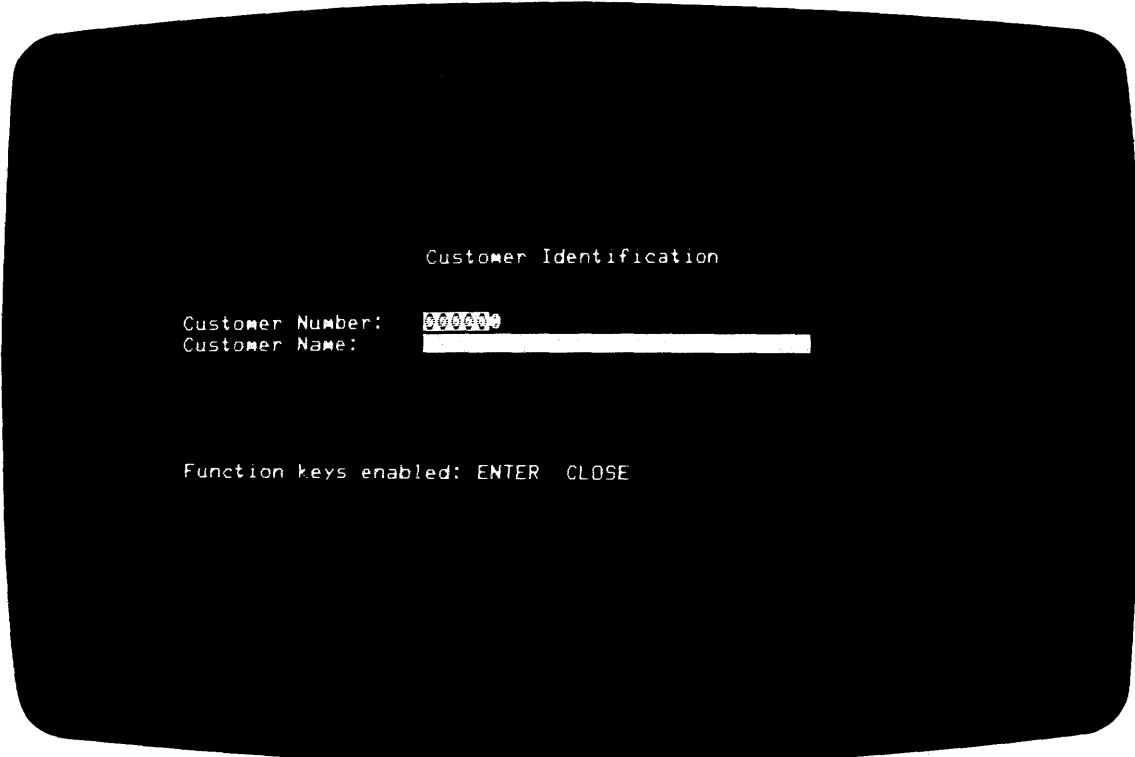 Customer Identification
Customer Number: 000000
Customer Name:
Function keys enabled: ENTER CLOSE